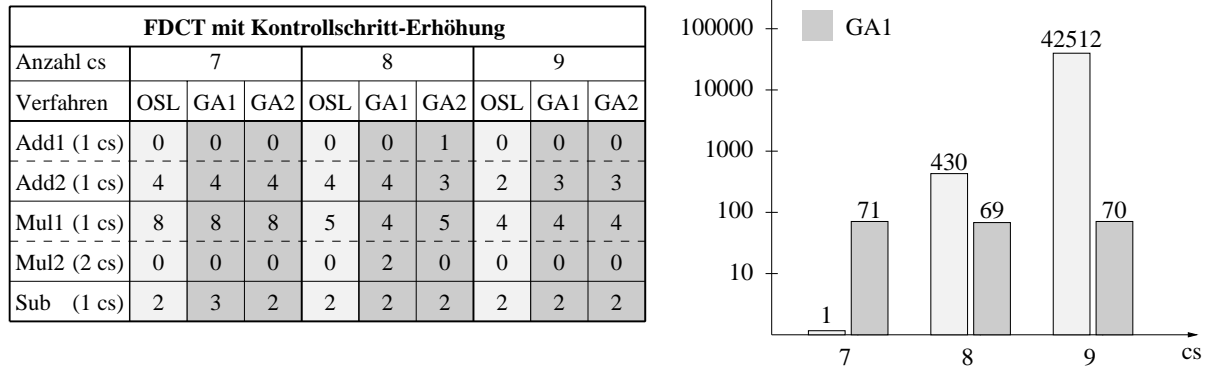 FDCT mit Kontrollschritt-Erhöhung
Anzahl cs 7 8 9
Verfahren OSL GA1 GA2 OSL GA1 GA2 OSL GA1 GA2
Add1 (1 cs) 0 0 0 0 0 1 0 0 0
Add2 (1 cs) 4 4 4 4 4 3 2 3 3
Mul1 (1 cs) 8 8 8 5 4 5 4 4 4
Mul2 (2 cs) 0 0 0 0 2 0 0 0 0
Sub (1 cs) 2 3 2 2 2 2 2 2 2
GA1
100000
10000
1000
100
10
1 71 430 69 42512 70
7 8 9 cs